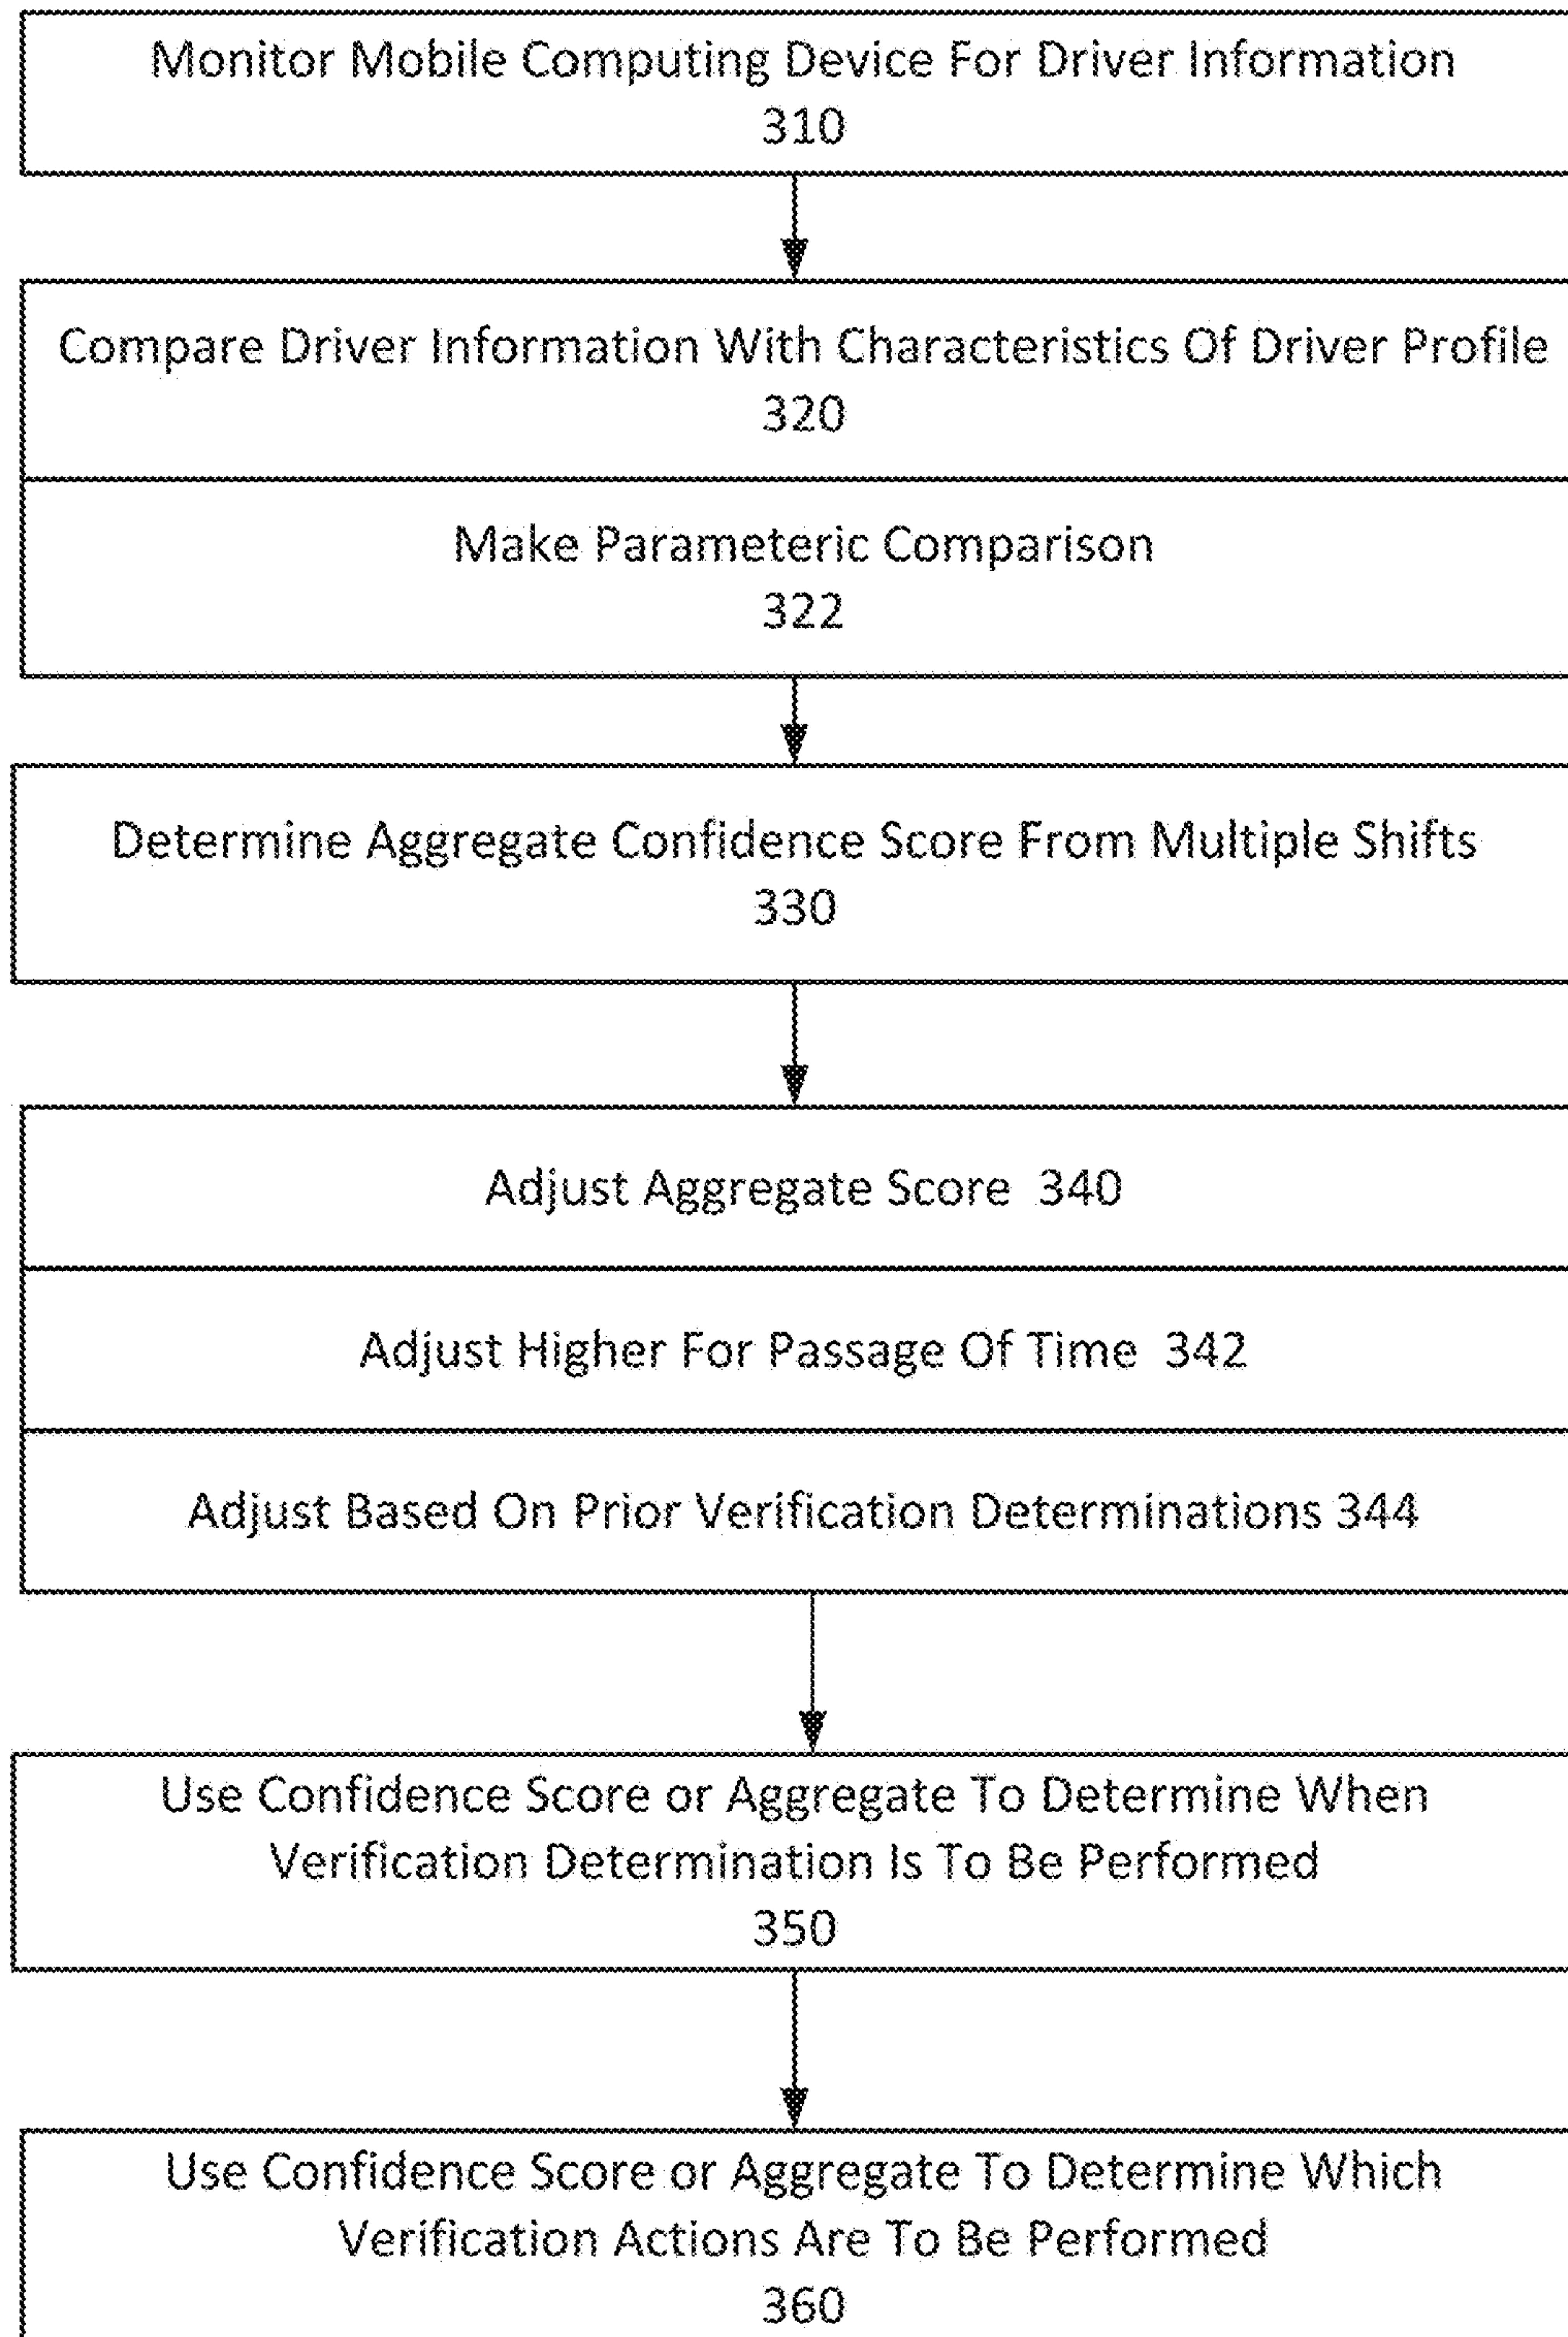 Monitor Mobile Computing Device For Driver Information
310
Compare Driver Information With Characteristics Of Driver Profile
320
Make Parameteric Comparison
322
Determine Aggregate Confidence Score From Multiple Shifts
330
Adjust Aggregate Score 340
Adjust Higher For Passage Of Time 342
Adjust Based On Prior Verification Determinations 344
Use Confidence Score or Aggregate To Determine When
Verification Determination Is To Be Performed
350
Use Confidence Score or Aggregate To Determine Which
Verification Actions Are To Be Performed
360